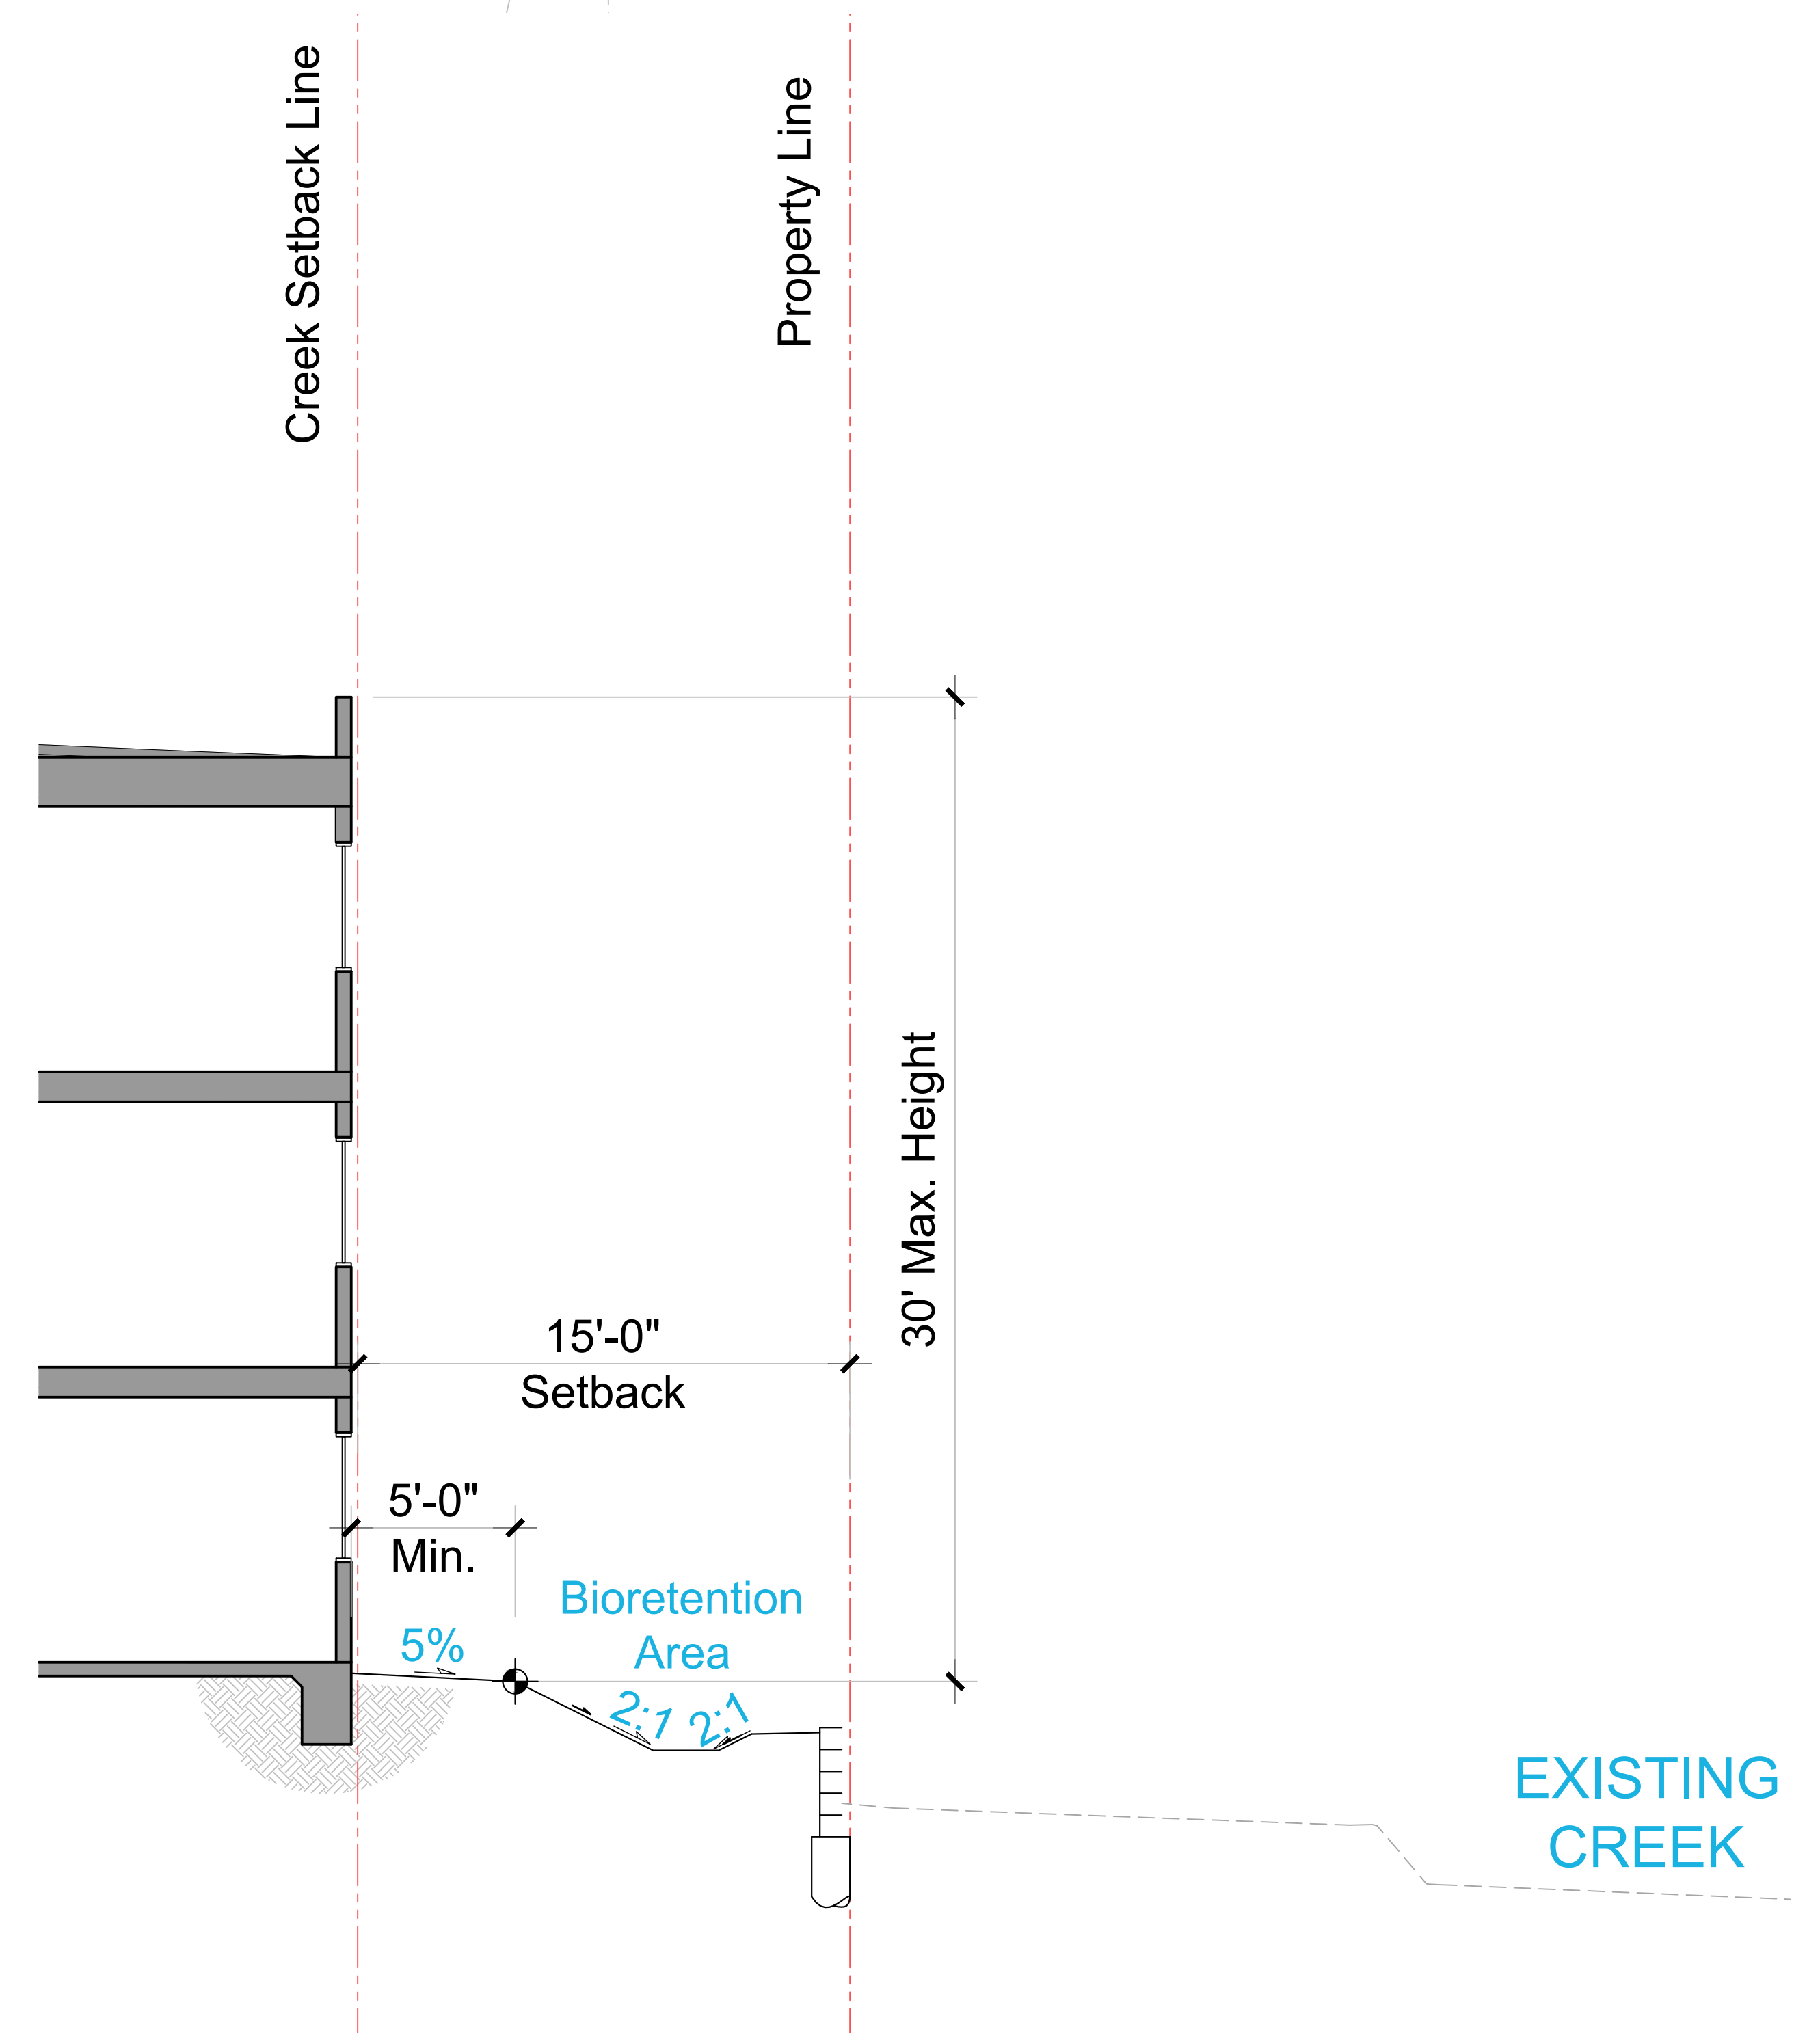 Creek Setback Line
Property Line
30' Max. Height
15'-0"
Setback
5'-0"
Min.
Bioretention
Area
5%
2:1
2:1
EXISTING
CREEK